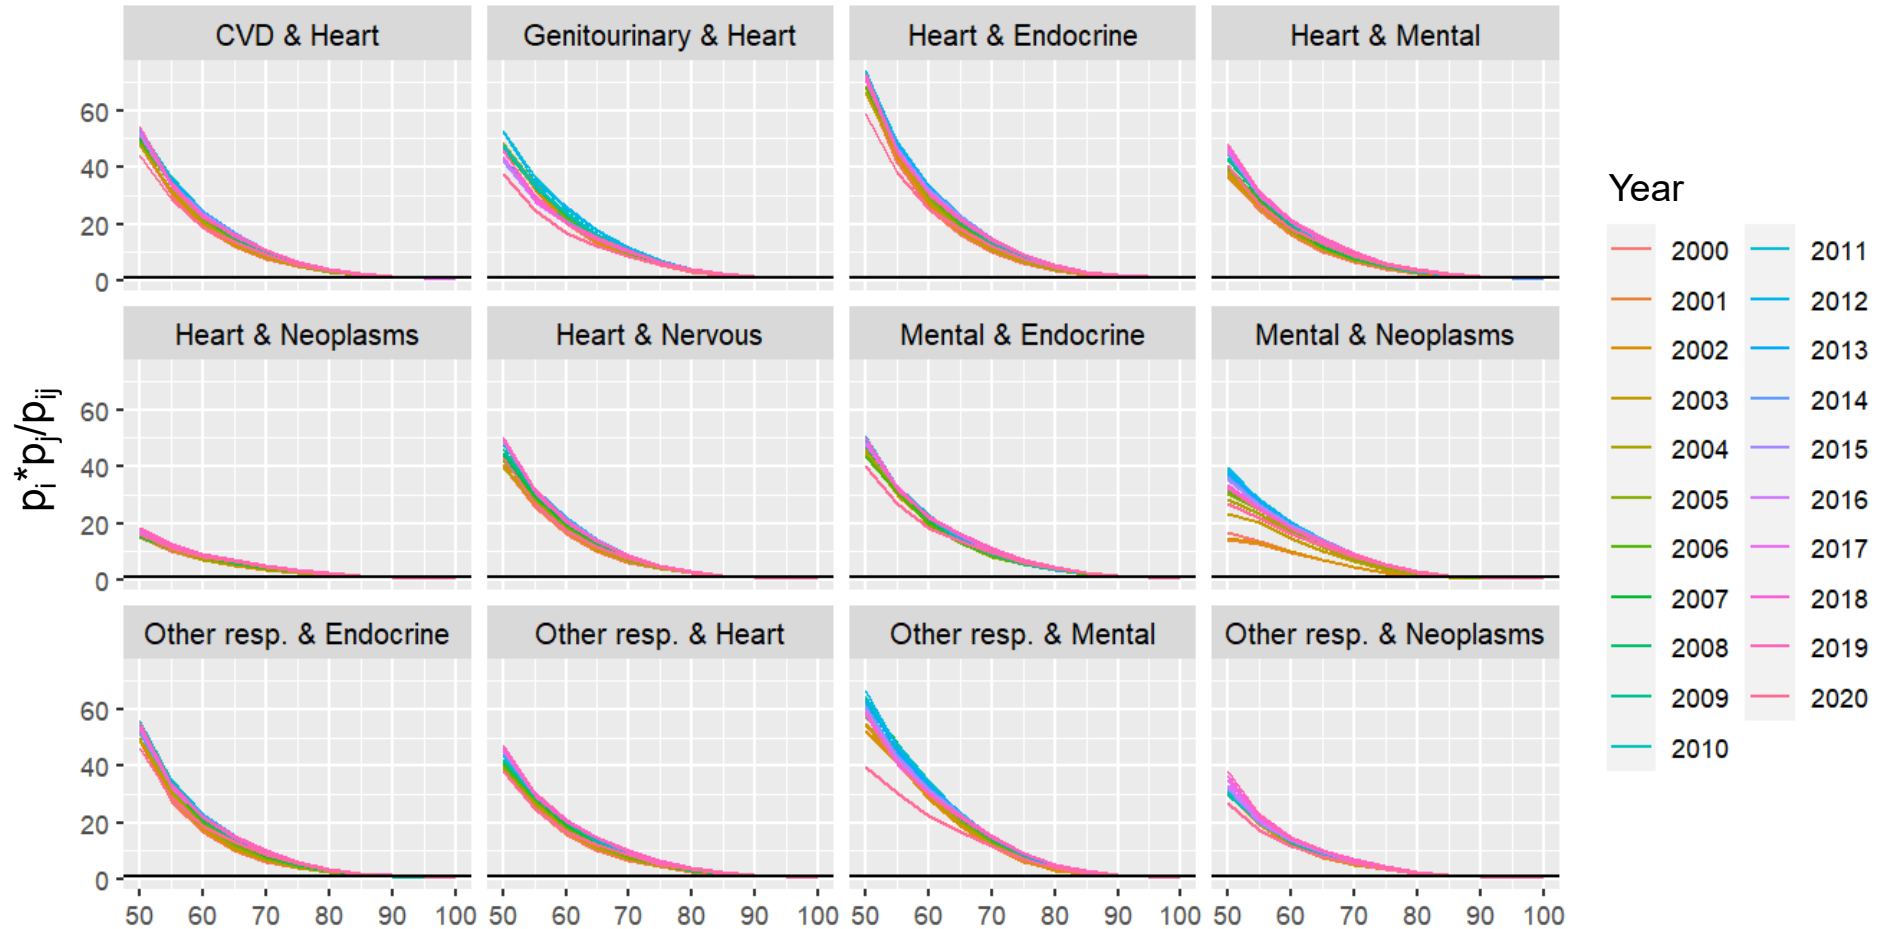 CVD & Heart
Genitourinary & Heart
Heart & Endocrine
Heart & Mental
60
40
20
0
Heart & Neoplasms
Heart & Nervous
Mental & Endocrine
Mental & Neoplasms
60
40
20
0
Other resp. & Endocrine
Other resp. & Heart
Other resp. & Mental
Other resp. & Neoplasms
60
40
20
0
50 60 70 80 90 100
50 60 70 80 90 100
50 60 70 80 90 100
50 60 70 80 90 100
pi*pj/pij
Year
2000
2001
2002
2003
2004
2005
2006
2007
2008
2009
2010
2011
2012
2013
2014
2015
2016
2017
2018
2019
2020